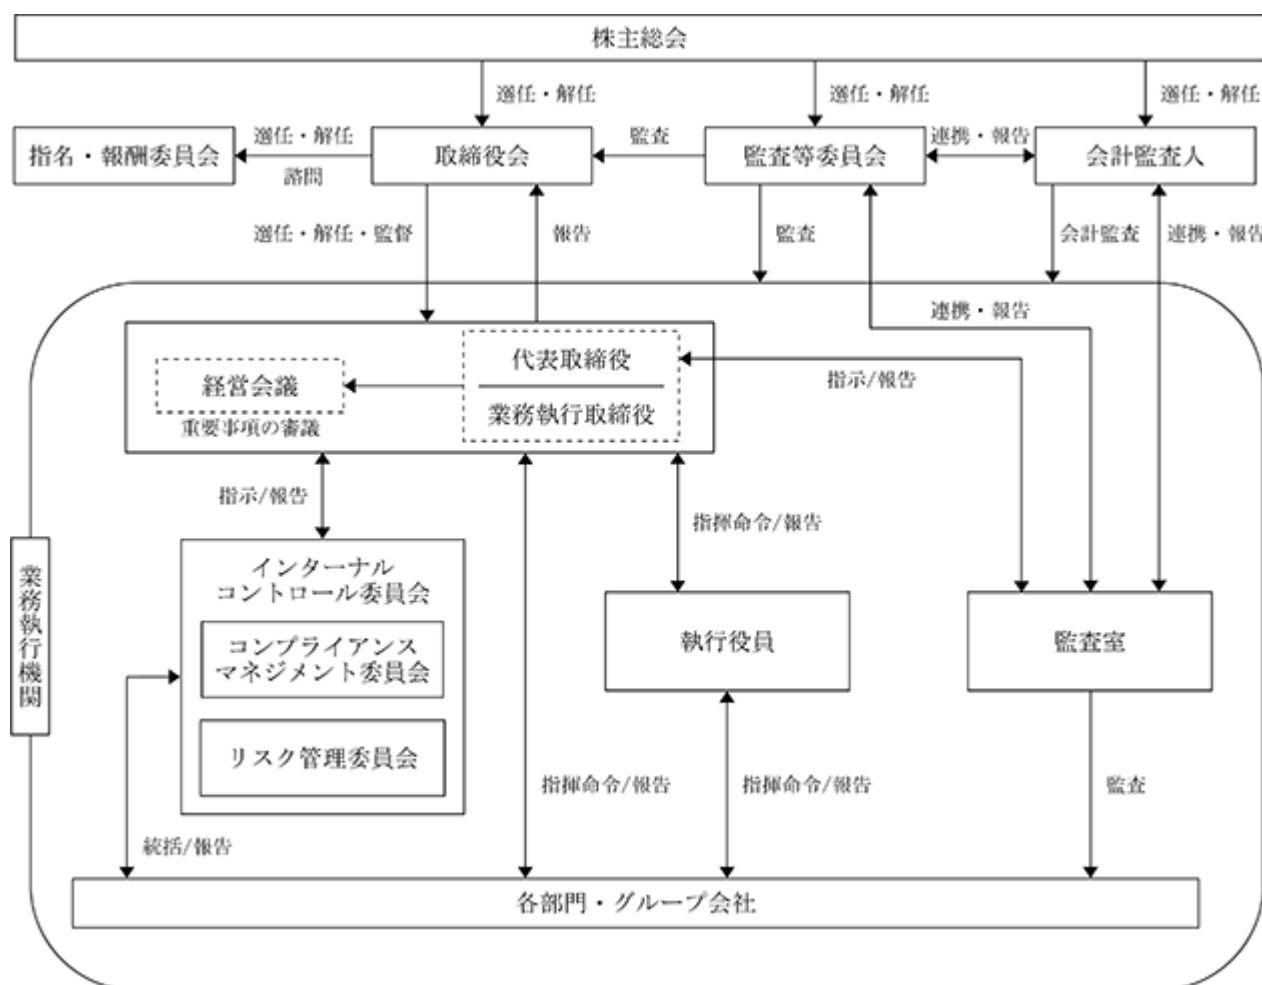 株主総会
選任・解任
選任・解任
選任・解任
選任・解任
監査
連携・報告
指名・報酬委員会
取締役会
監査等委員会
会計監査人
諮問
選任・解任・監督
報告
監査
会計監査
連携・報告
連携・報告
代表取締役
指示/報告
経営会議
業務執行取締役
重要事項の審議
指示/報告
指揮命令/報告
業務執行機関
インターナル
コントロール委員会
コンプライアンス
マネジメント委員会
執行役員
監査室
リスク管理委員会
指揮命令/報告
指揮命令/報告
監査
統括/報告
各部門・グループ会社